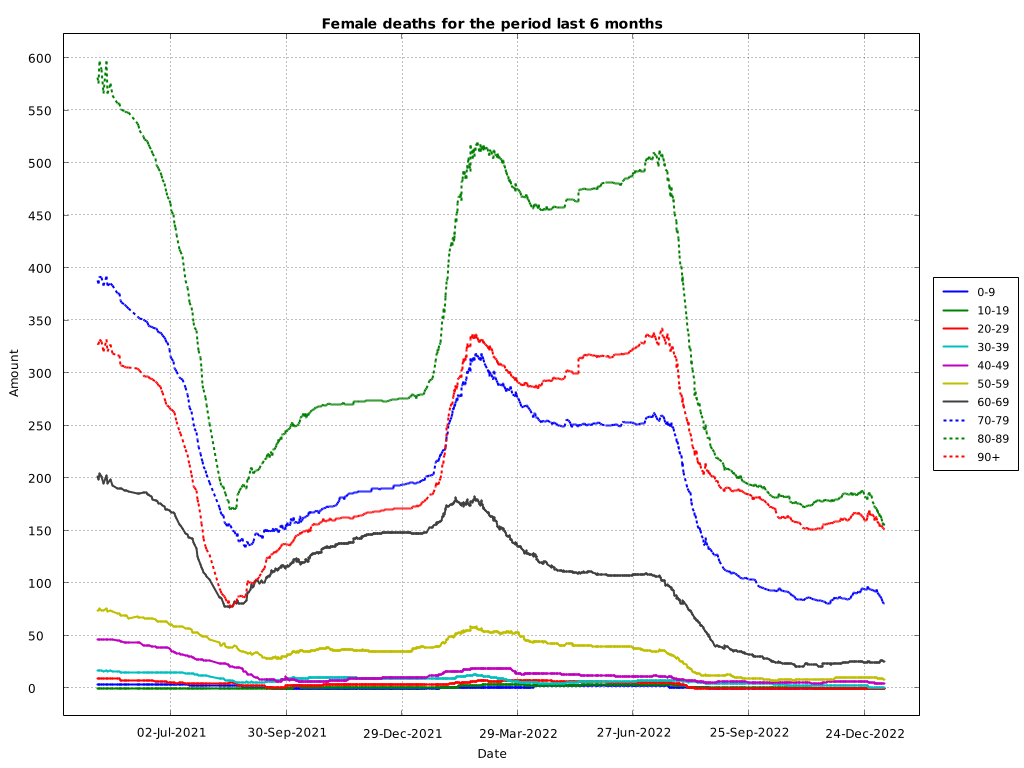 Female deaths for the period last 6 months
Amount
600
550
500
450
400
350
300
250
200
150
100
50
0
02-Jul-2021
30-Sep-2021
29-Dec-2021
29-Mar-2022
27-Jun-2022
25-Sep-2022
24-Dec-2022
Date
0-9
10-19
20-29
30-39
40-49
50-59
60-69
70-79
80-89
90+